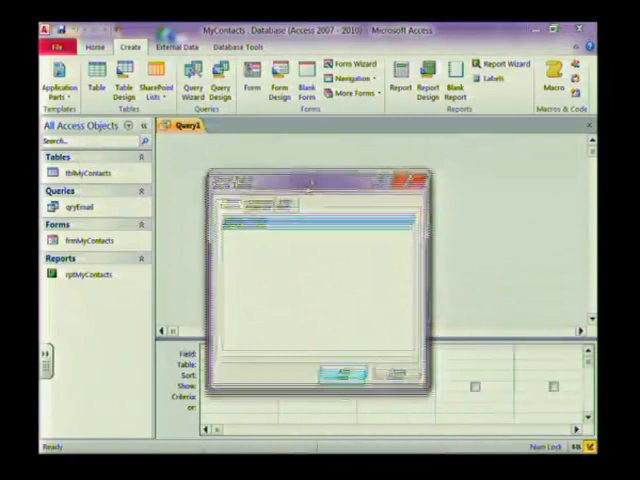 MyContacts : Database (Access 2007 - 2010) - Microsoft Access
File Home Create External Data Database Tools
Application Parts
Table
Table Design
SharePoint Lists
Query Wizard
Query Design
Form
Form Design
Blank Form
Form Wizard
Navigation
More Forms
Report
Report Design
Blank Report
Report Wizard
Labels
Macro
Templates Tables Queries Forms Reports Macros & Code
All Access Objects
Query1
Search...
Tables
tblMyContacts
Queries
qryEmail
Forms
frmMyContacts
Reports
rptMyContacts
Add
Close
Field:
Table:
Sort:
Show:
Criteria:
or:
Ready
Num Lock